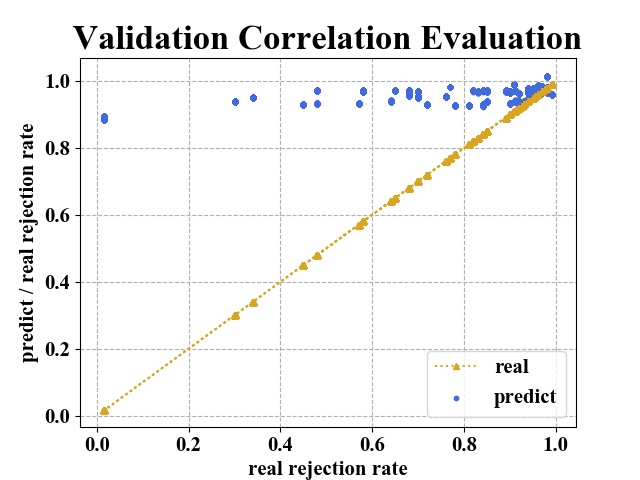 Validation Correlation Evaluation
predict / real rejection rate
1.0
0.8
0.6
0.4
0.2
0.0
real
predict
0.0 0.2 0.4 0.6 0.8 1.0
real rejection rate